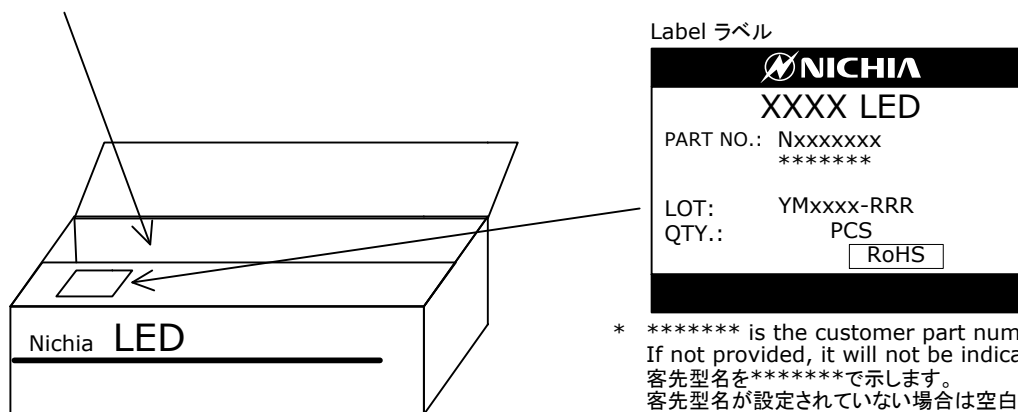 Label ラベル
NICHIA
XXXX LED
PART NO.: Nxxxxxxx
*******
LOT: YMxxxx-RRR
QTY.: PCS
RoHS
Nichia LED
* ******* is the customer part
If not provided, it will not be
客先型名を*******で示します。
客先型名が設定されていない場合は空白